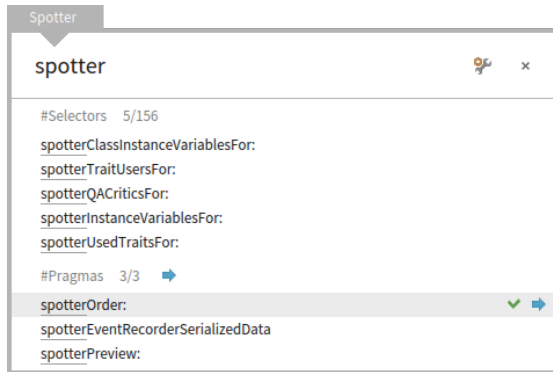 Spotter
spotter
#Selectors 5/156
spotterClassInstanceVariablesFor:
spotterTraitUsersFor:
spotterQACriticsFor:
spotterInstanceVariablesFor:
spotterUsedTraitsFor:
#Pragmas 3/3
spotterOrder:
spotterEventRecorderSerializedData
spotterPreview: